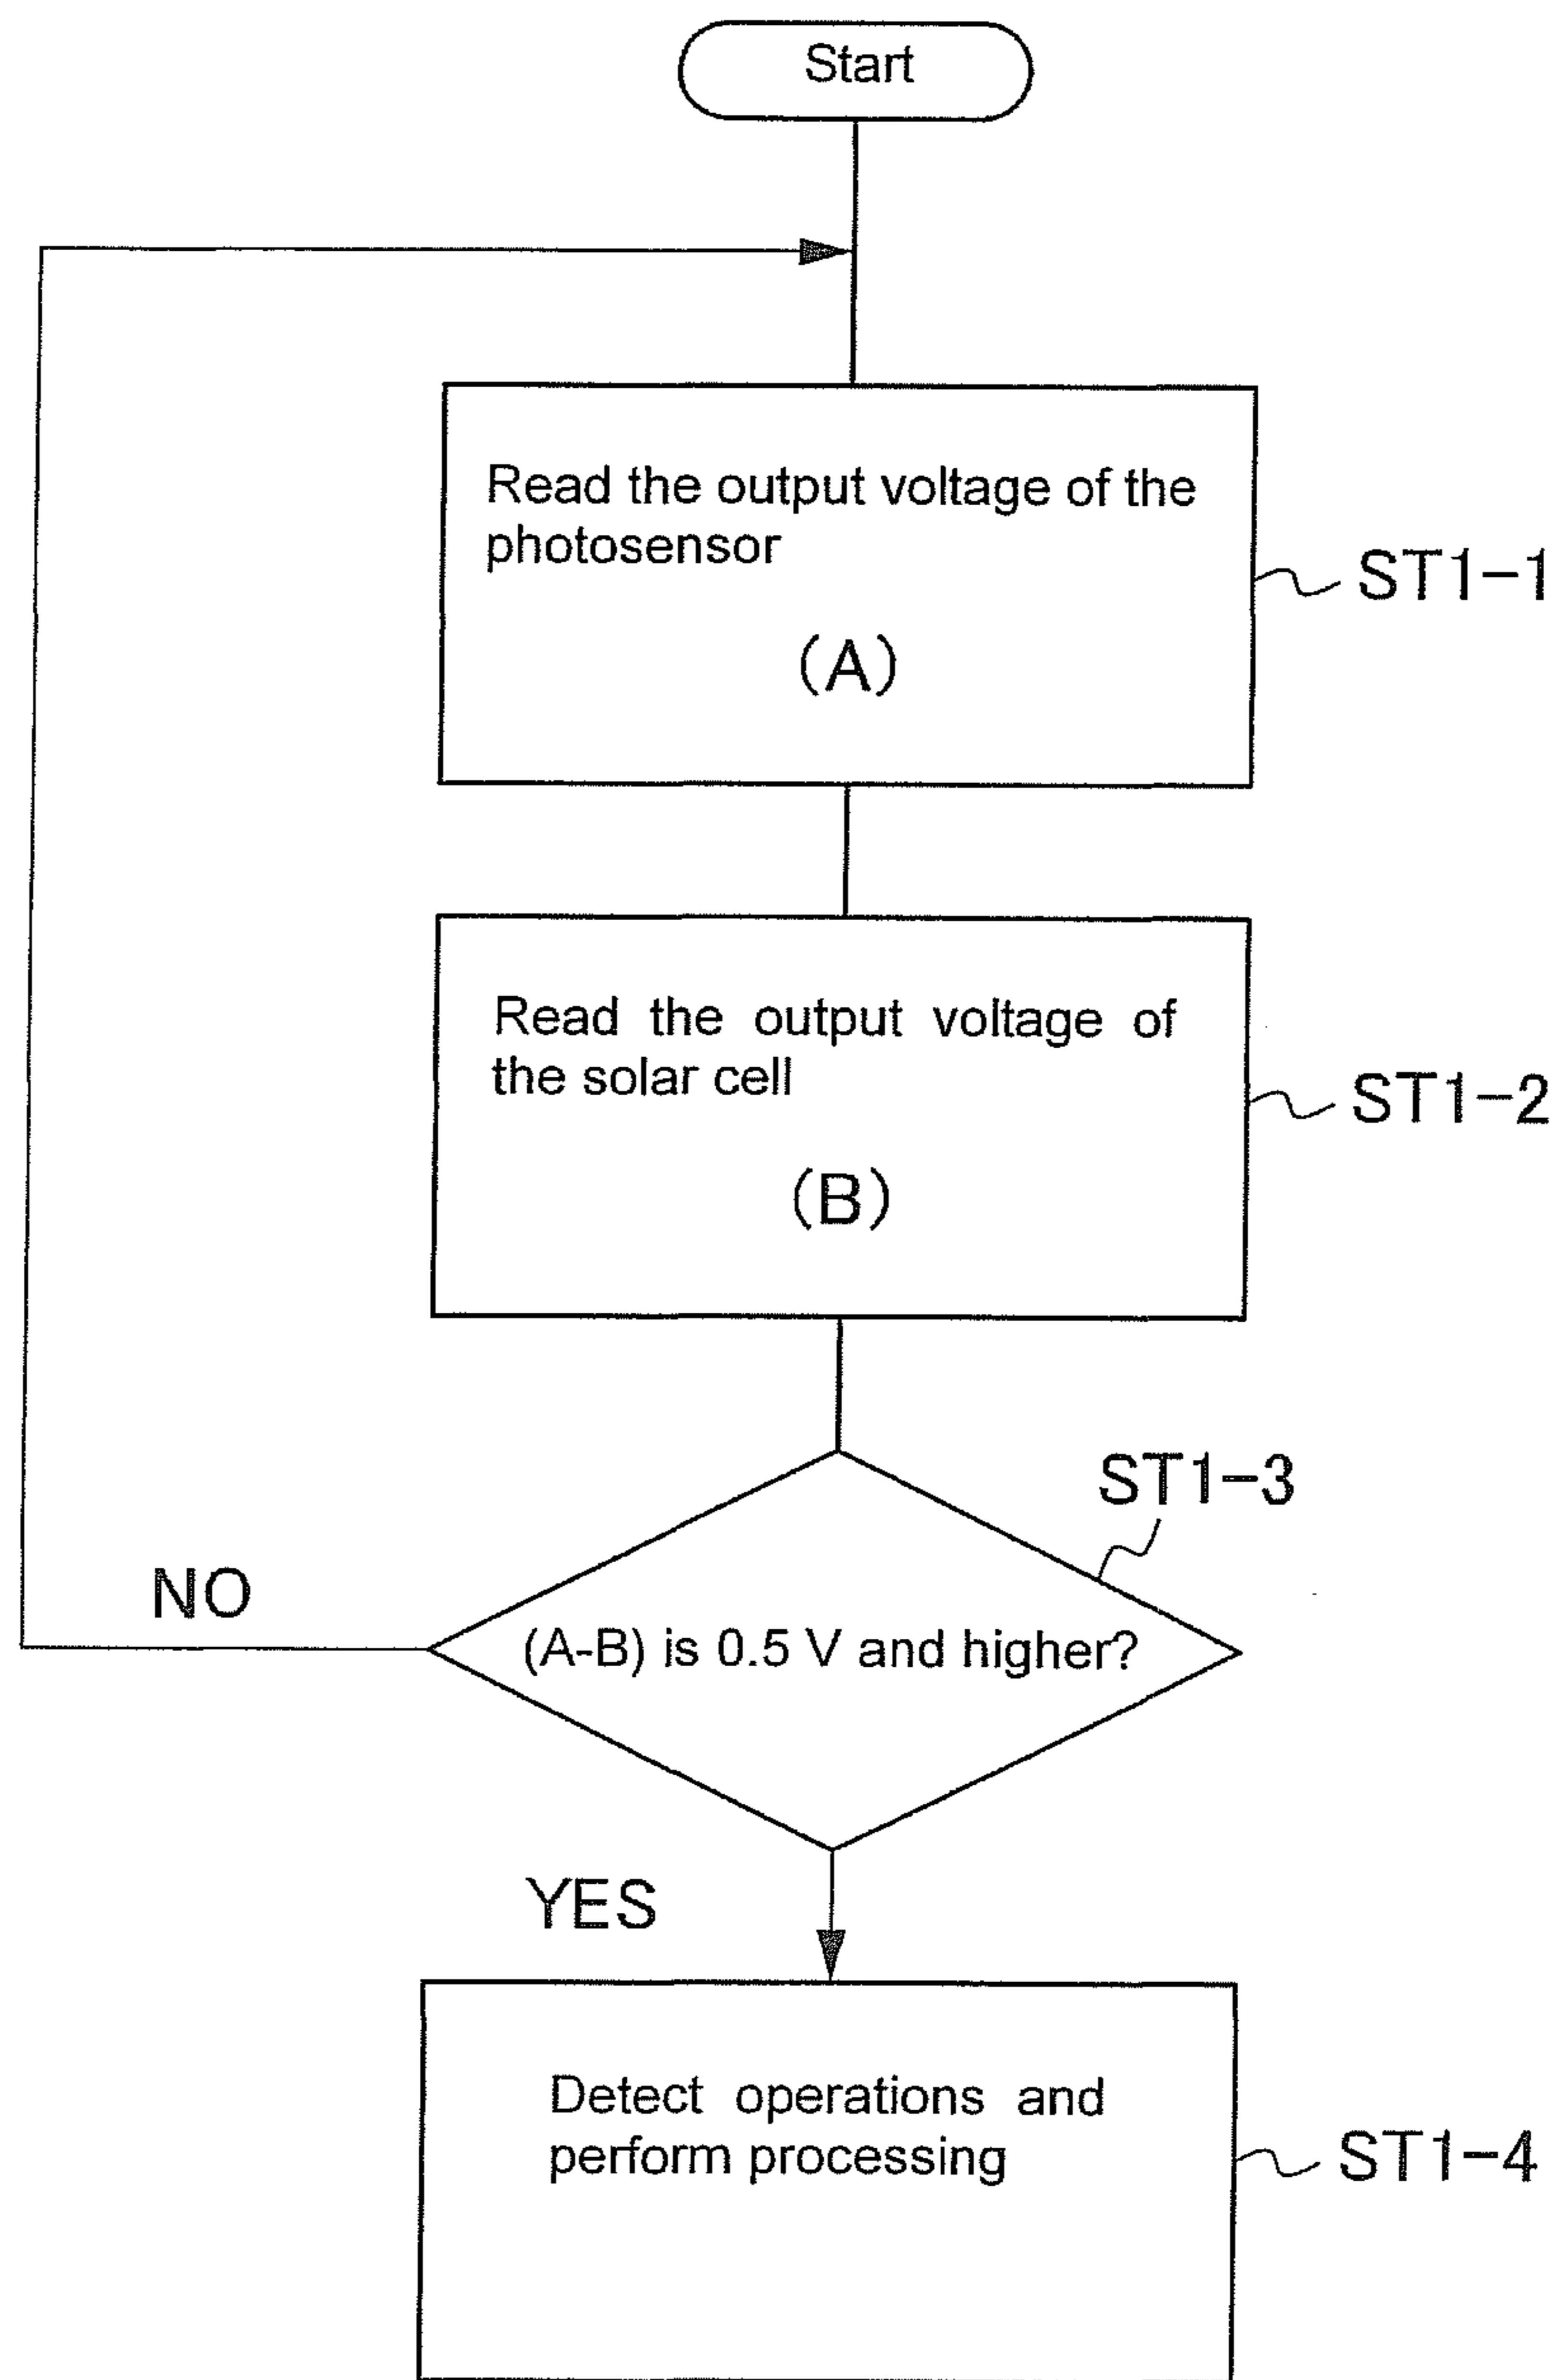 Start
Read the output voltage of the
photosensor
(A)
ST1-1
Read the output voltage of
the solar cell
(B)
ST1-2
ST1-3
NO
(A-B) is 0.5 V and higher?
YES
Detect operations and
perform processing
ST1-4